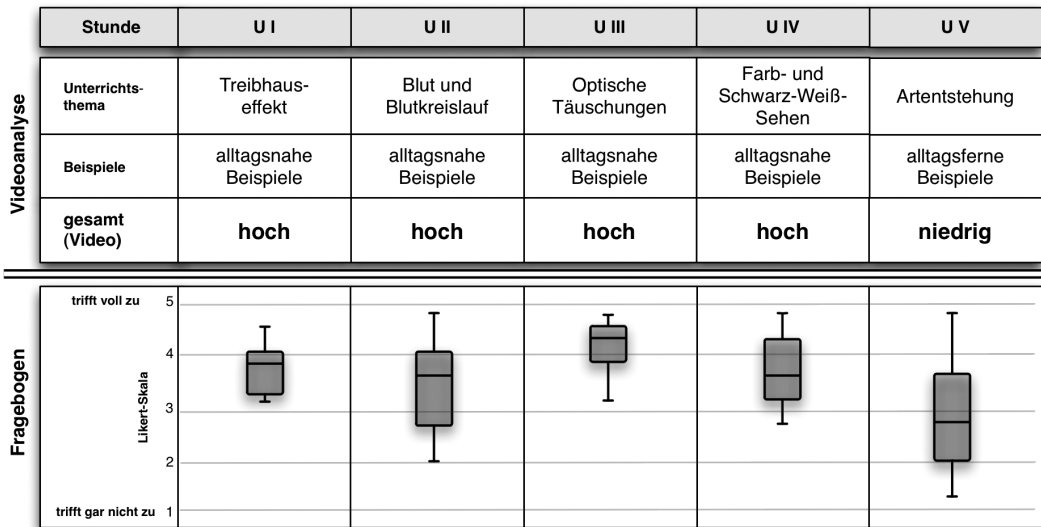 Stunde
U I
U II
U III
U IV
U V
Videoanalyse
Unterrichts-
thema
Treibhaus-
effekt
Blut und
Blutkreislauf
Optische
Täuschungen
Farb- und
Schwarz-Weiß-
Sehen
Artentstehung
Beispiele
alltagsnahe
Beispiele
alltagsnahe
Beispiele
alltagsnahe
Beispiele
alltagsnahe
Beispiele
alltagsferne
Beispiele
gesamt
(Video)
hoch
hoch
hoch
hoch
niedrig
Fragebogen
trifft voll zu 5
4
Likert-Skala
3
2
trifft gar nicht zu 1